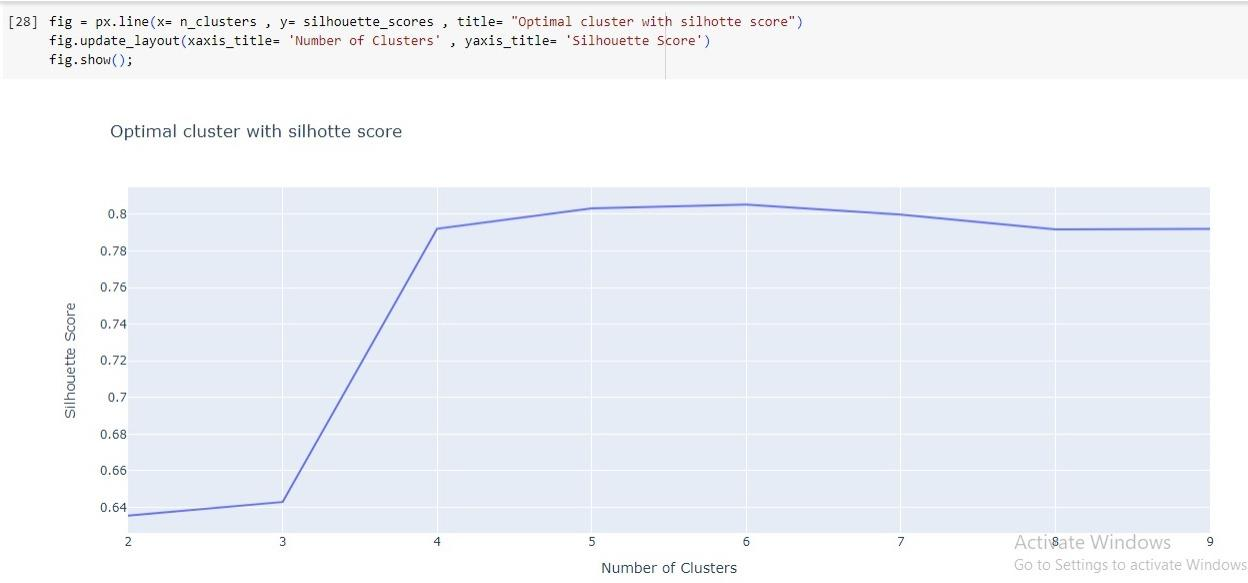 [28] fig = px.line(x= n_clusters , y= silhouette_scores , title= "Optimal cluster with silhotte score")
fig.update_layout(xaxis_title= 'Number of Clusters' , yaxis_title= 'Silhouette Score')
fig.show();
Optimal cluster with silhotte score
0.8
0.78
0.76
0.74
0.72
0.7
0.68
0.66
0.64
Silhouette Score
2 3 4 5 6 7 8 9
Number of Clusters
Activate Windows
Go to Settings to activate Windows